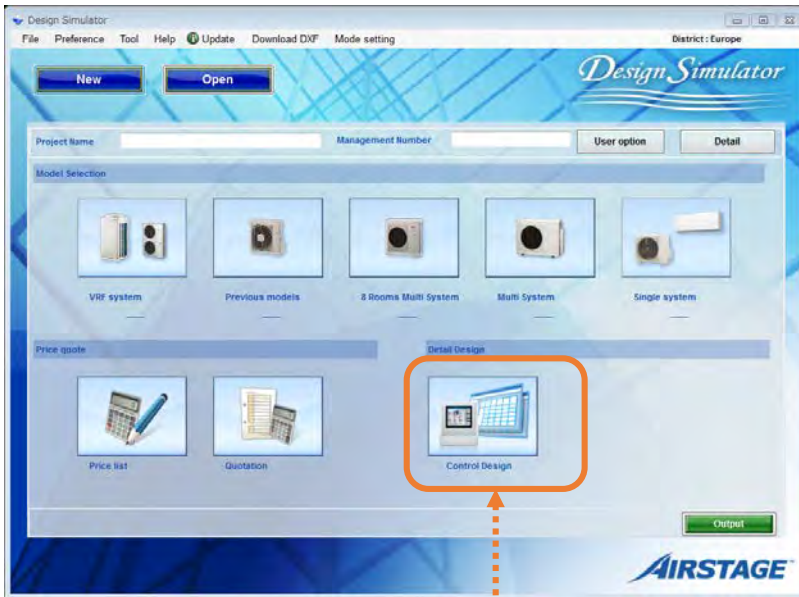 Design Simulator
File Preference Tool Help Update Download DXF Mode setting District : Europe
New Open Design Simulator
Project Name Management Number User option Detail
Model Selection
VRF system Previous models 8 Rooms Multi System Multi System Single system
Price quote Detail Design
Price list Quotation Control Design
Output
AIRSTAGE